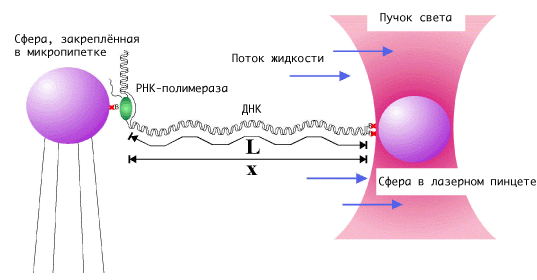 Пучок света
Сфера, закреплённая
в микропипетке
Поток жидкости
РНК-полимераза
ДНК
L
x
Сфера в лазерном пинцете